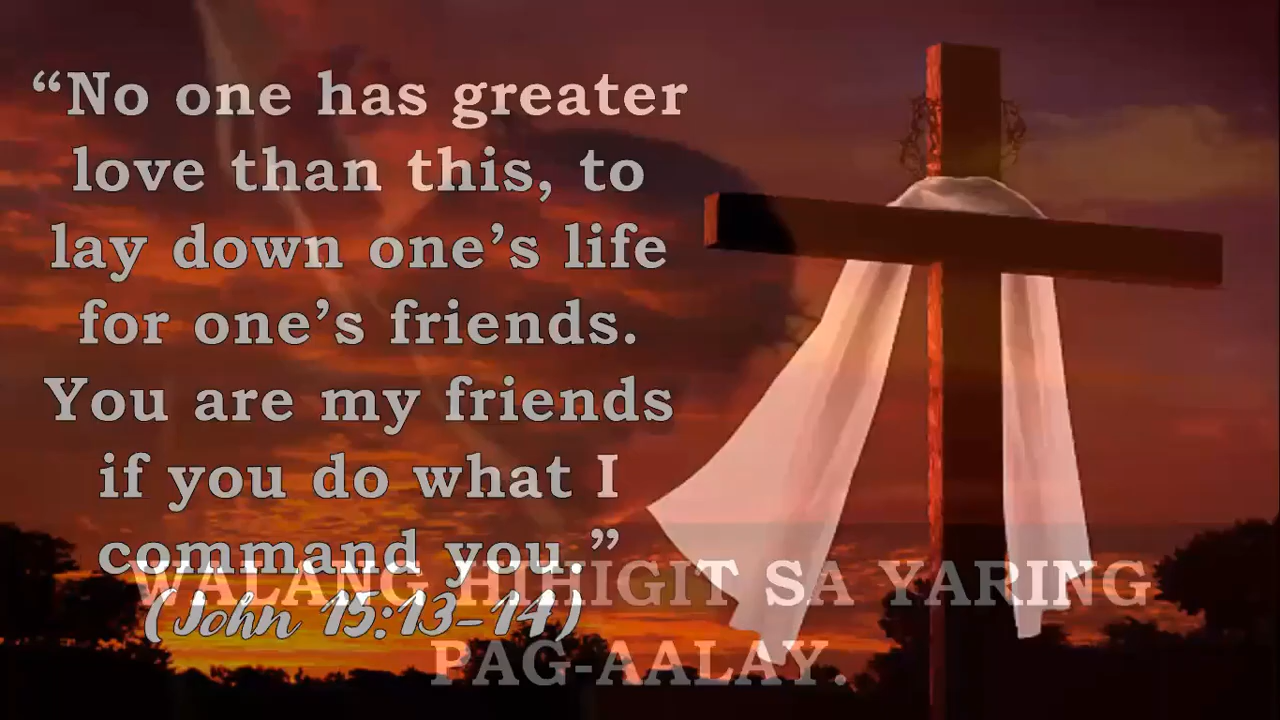 “No one has greater
love than this, to
lay down one’s life
for one’s friends.
You are my friends
if you do what I
command you.”
(John 15:13-14)
WALANG HIHIGIT SA YARING
PAG-AALAY.